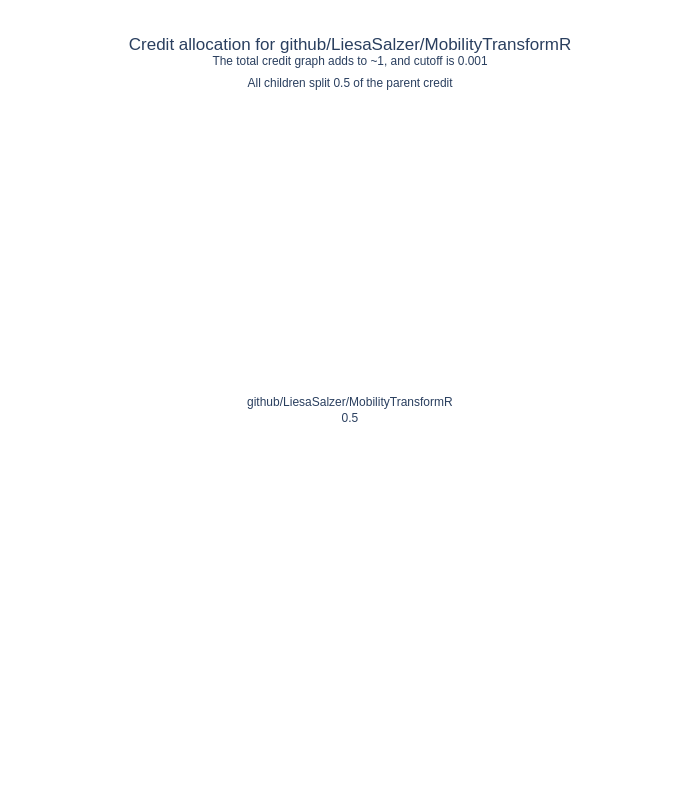 Credit allocation for github/LiesaSalzer/MobilityTransformR
The total credit graph adds to ~1, and cutoff is 0.001
All children split 0.5 of the parent credit
github/LiesaSalzer/MobilityTransformR
0.5